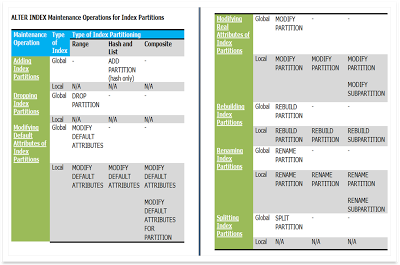 ALTER INDEX Maintenance Operations for Index Partitions
Maintenance Operation Type of Index Type of Index Partitioning
Range Hash and List Composite
Adding Index Partitions Global - ADD PARTITION (hash only) -
Local N/A N/A N/A
Dropping Index Partitions Global DROP PARTITION - -
Local N/A N/A N/A
Modifying Default Attributes of Index Partitions Global MODIFY DEFAULT ATTRIBUTES - -
Local MODIFY DEFAULT ATTRIBUTES MODIFY DEFAULT ATTRIBUTES MODIFY DEFAULT ATTRIBUTES
MODIFY DEFAULT ATTRIBUTES FOR PARTITION
Modifying Real Attributes of Index Partitions Global MODIFY PARTITION - -
Local MODIFY PARTITION MODIFY PARTITION MODIFY PARTITION
MODIFY SUBPARTITION
Rebuilding Index Partitions Global REBUILD PARTITION - -
Local REBUILD PARTITION REBUILD PARTITION REBUILD SUBPARTITION
Renaming Index Partitions Global RENAME PARTITION - -
Local RENAME PARTITION RENAME PARTITION RENAME PARTITION
RENAME SUBPARTITION
Splitting Index Partitions Global SPLIT PARTITION - -
Local N/A N/A N/A